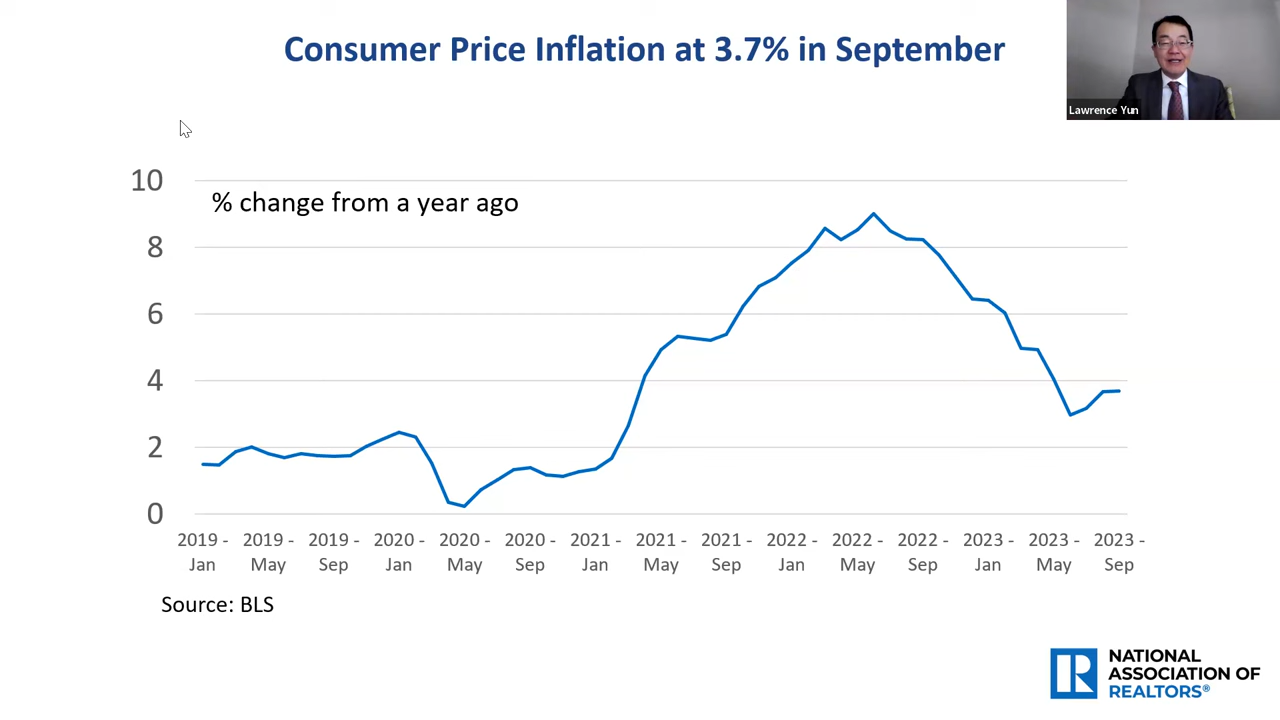 Consumer Price Inflation at 3.7% in September
Lawrence Yun
% change from a year ago
10
8
6
4
2
0
2019 - Jan
2019 - May
2019 - Sep
2020 - Jan
2020 - May
2020 - Sep
2021 - Jan
2021 - May
2021 - Sep
2022 - Jan
2022 - May
2022 - Sep
2023 - Jan
2023 - May
2023 - Sep
Source: BLS
NATIONAL
ASSOCIATION OF
REALTORS®